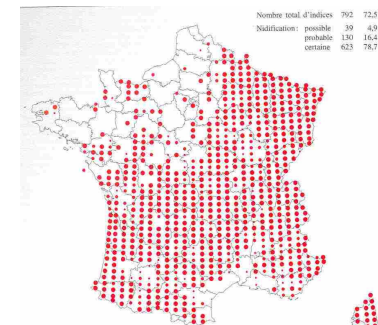 Nombre total d'indices 792 72,5
Nidification: possible 39 4,9
probable 130 16,4
certaine 623 78,7